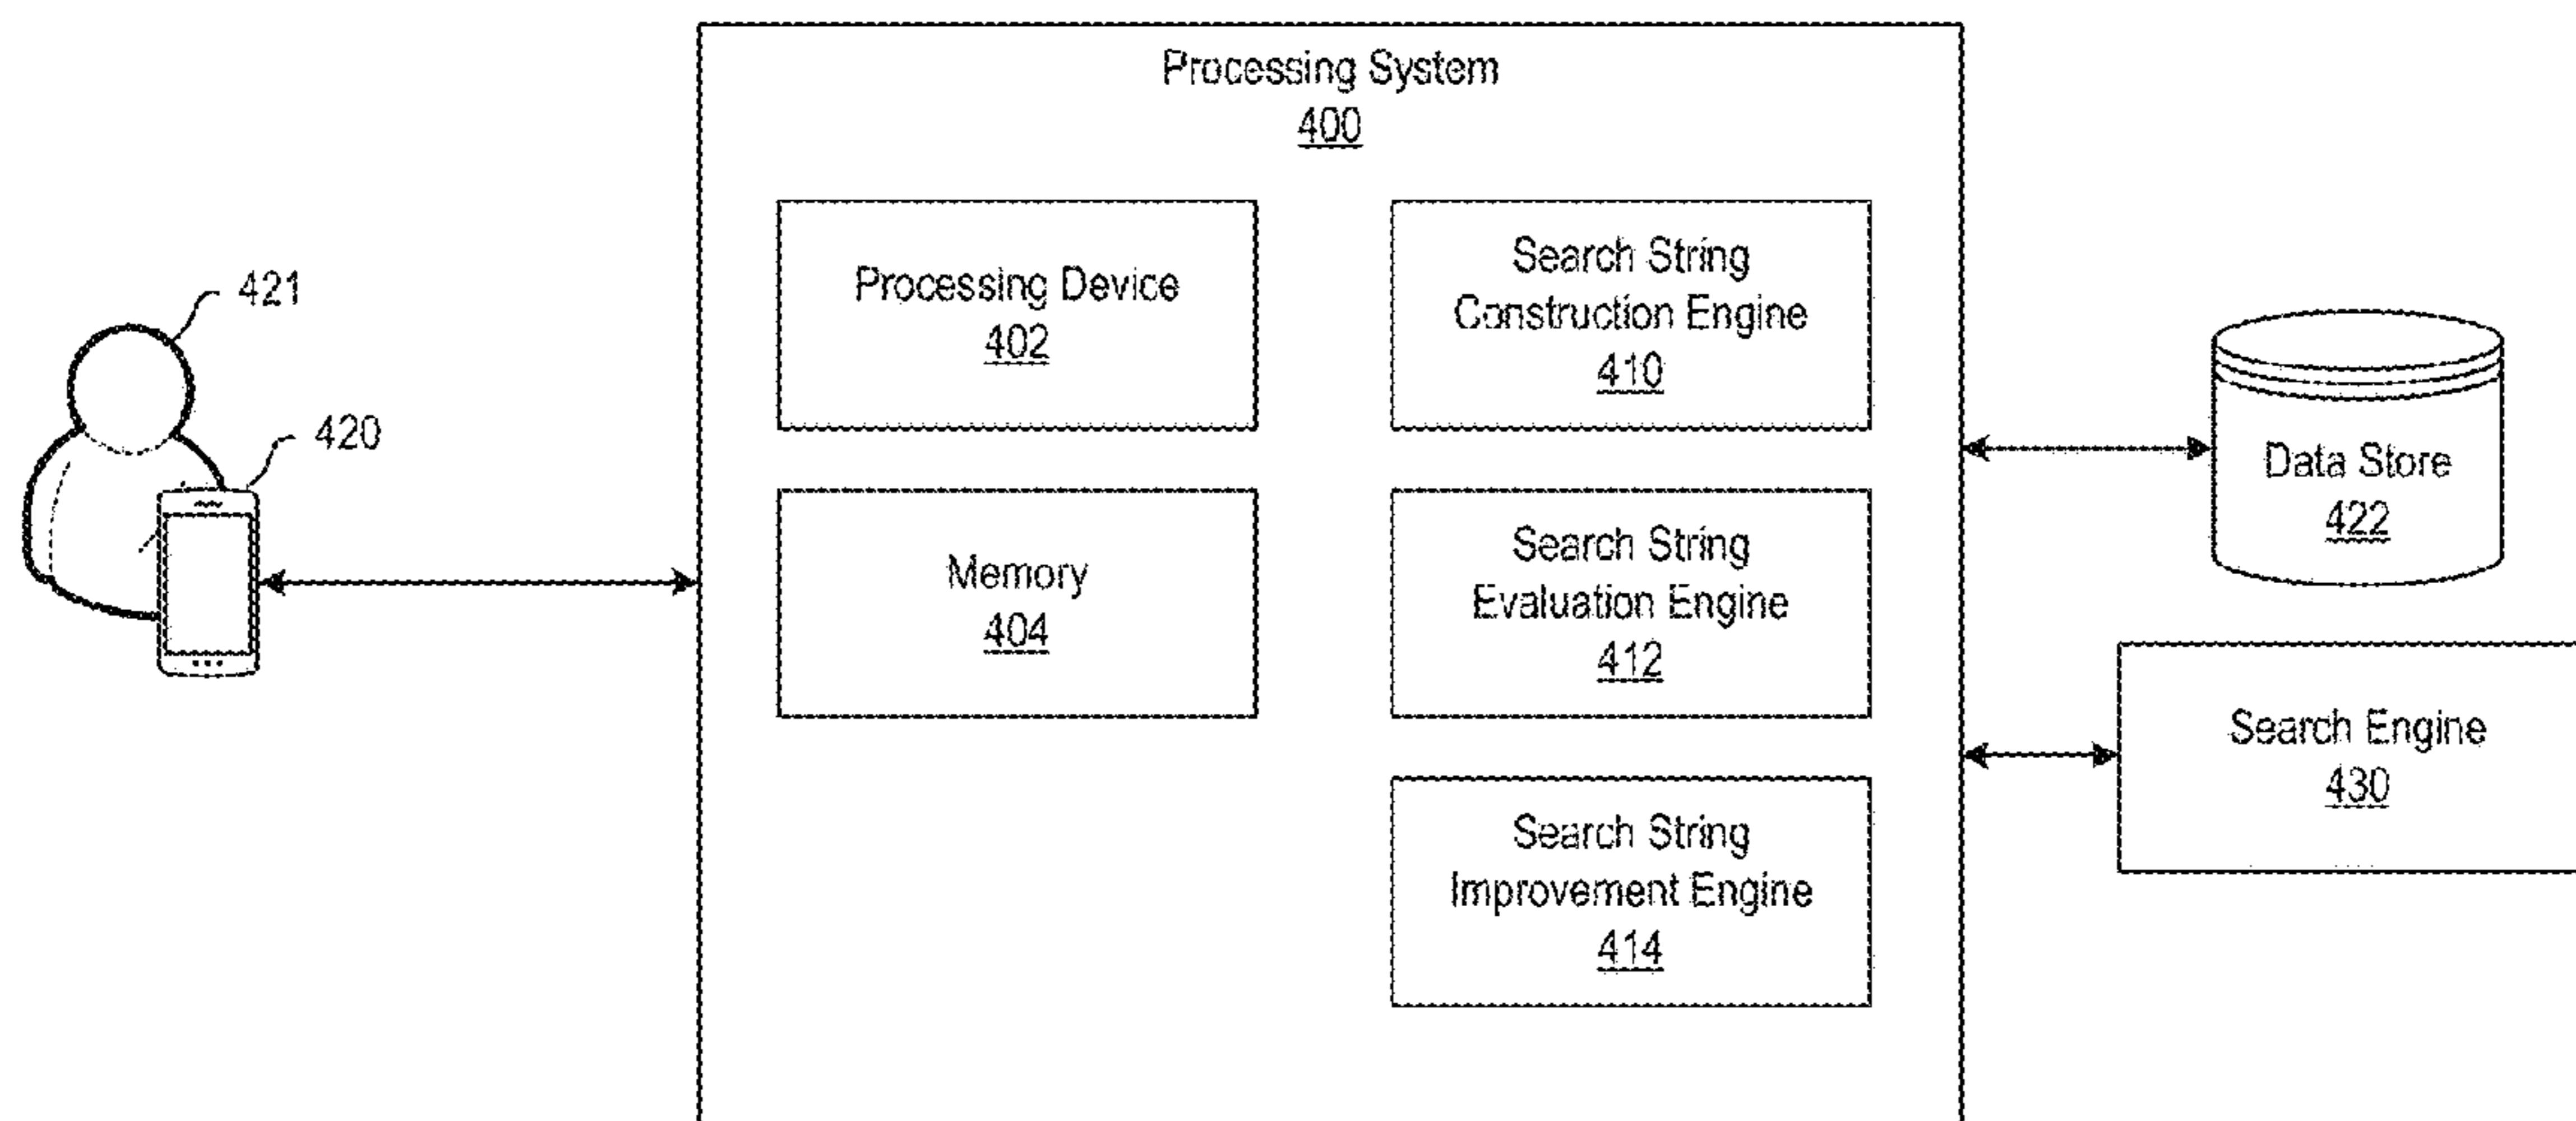 Processing System
400
Processing Device
402
Search String
Construction Engine
410
Memory
404
Search String
Evaluation Engine
412
Search String
Improvement Engine
414
421
420
Data Store
422
Search Engine
430